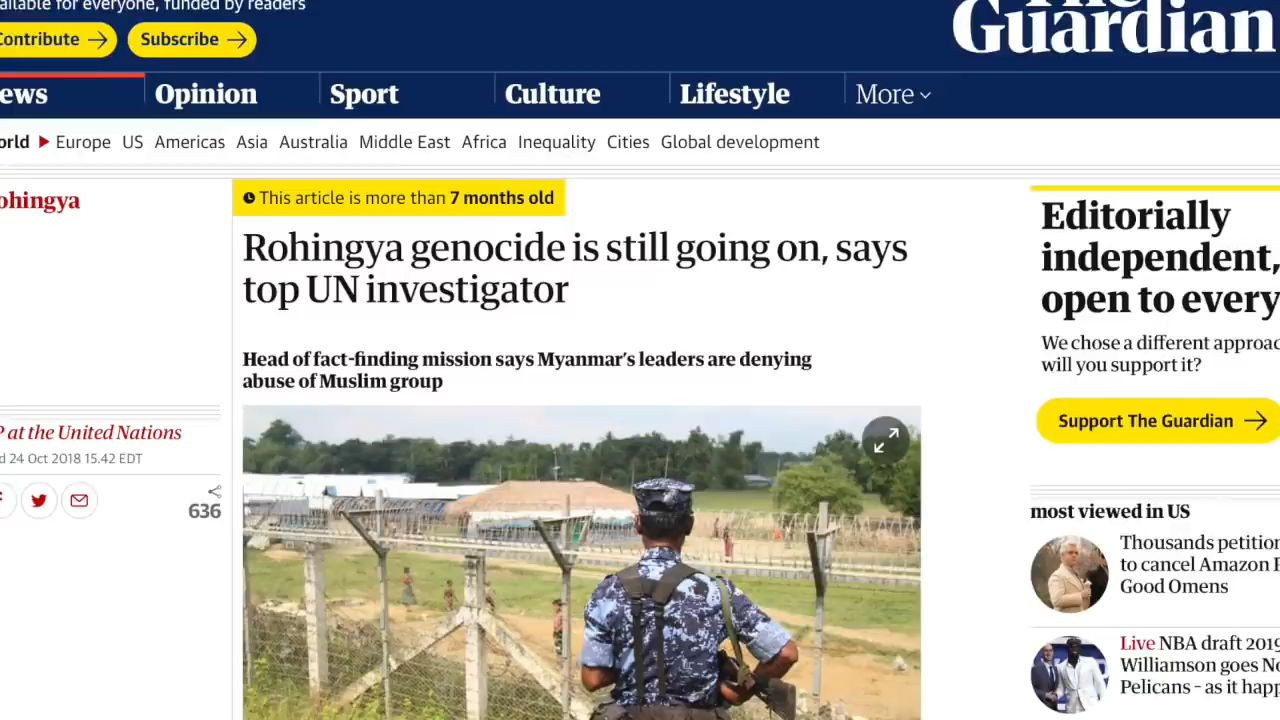 ailable for everyone, funded by readers
Contribute
Subscribe
The
Guardian
ews
Opinion
Sport
Culture
Lifestyle
More
orld
Europe
US
Americas
Asia
Australia
Middle East
Africa
Inequality
Cities
Global development
ohingya
This article is more than 7 months old
Rohingya genocide is still going on, says
top UN investigator
Head of fact-finding mission says Myanmar's leaders are denying
abuse of Muslim group
P at the United Nations
d 24 Oct 2018 15.42 EDT
636
Editorially
independent,
open to every
We chose a different approac
will you support it?
Support The Guardian
most viewed in US
Thousands petition
to cancel Amazon P
Good Omens
Live NBA draft 2019
Williamson goes No
Pelicans – as it happ